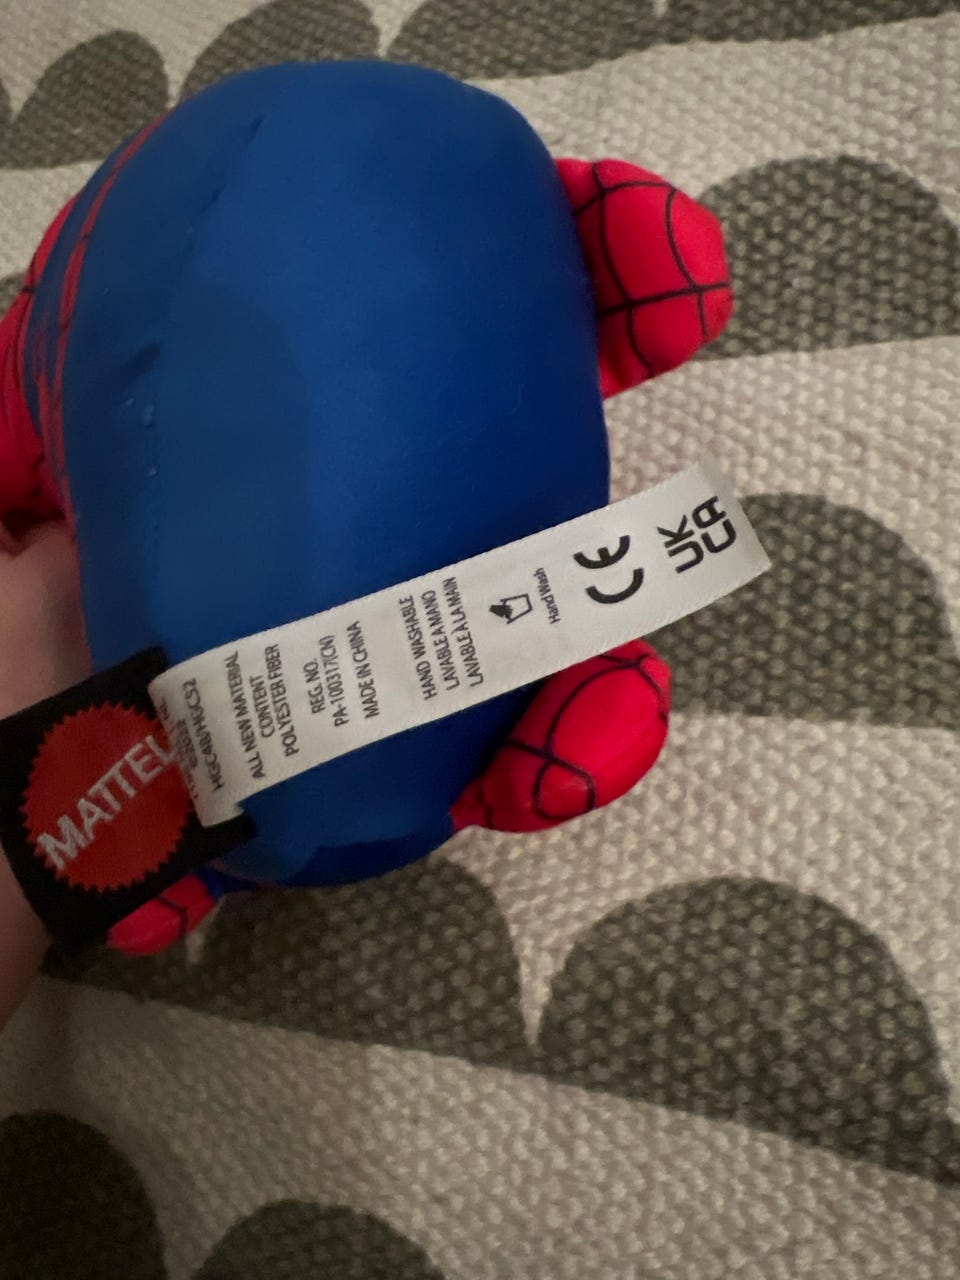 MATTEL
HGC48/HGC52
ALL NEW MATERIAL
CONTENT
POLYESTER FIBER
REG. NO.
PA-100317(CN)
MADE IN CHINA
HAND WASHABLE
LAVABLE A MANO
LAVABLE À LA MAIN
Hand Wash
CE
UK
CA